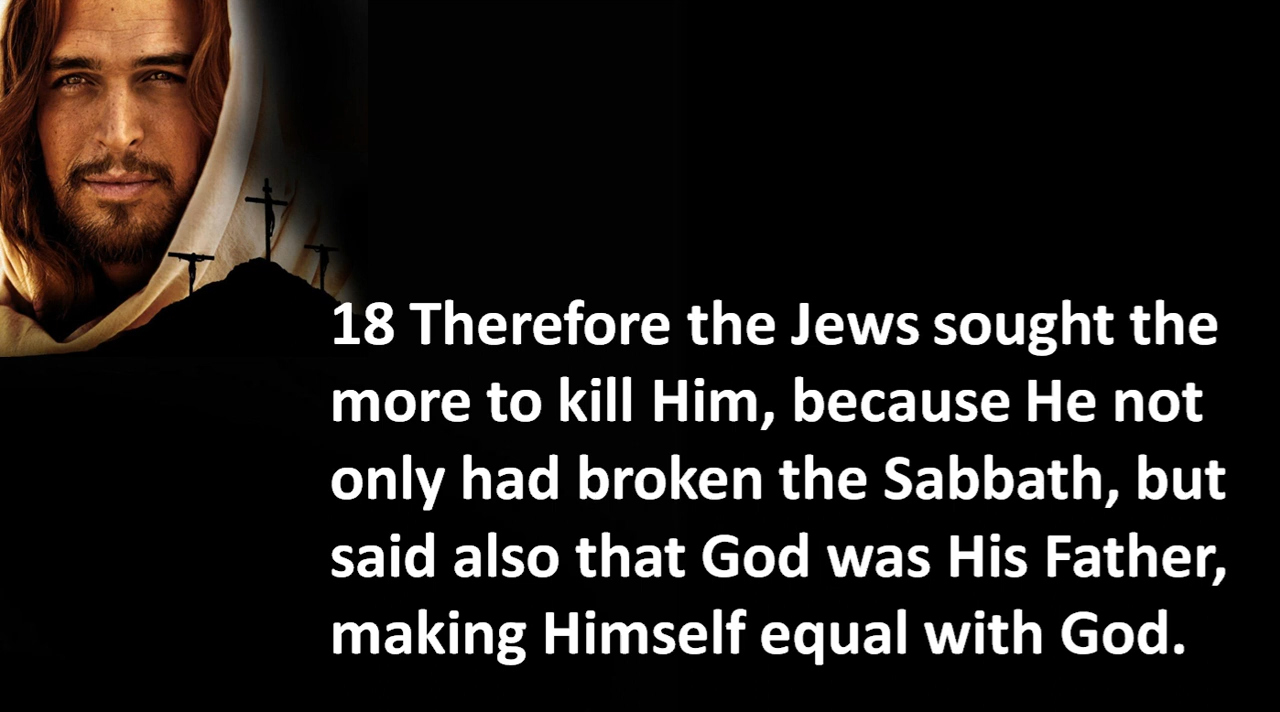 18 Therefore the Jews sought the
more to kill Him, because He not
only had broken the Sabbath, but
said also that God was His Father,
making Himself equal with God.